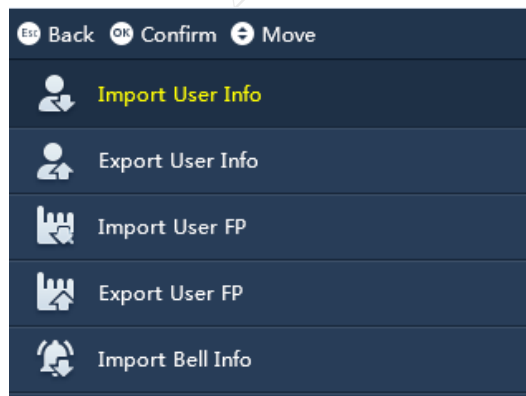 Esc Back OK Confirm Move
Import User Info
Export User Info
Import User FP
Export User FP
Import Bell Info